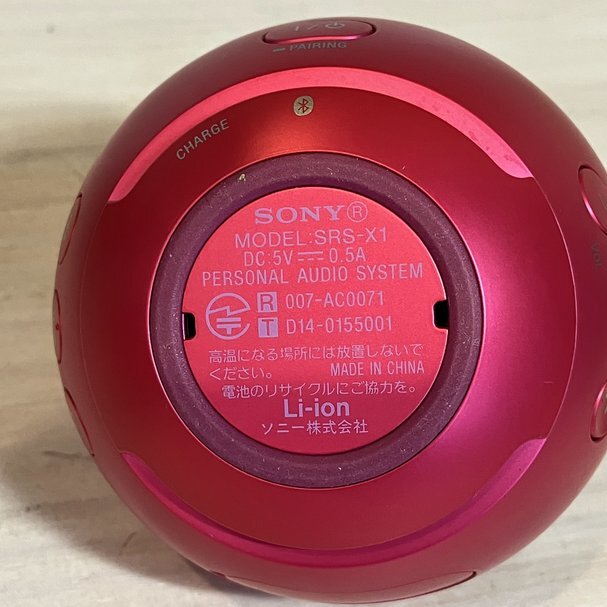 PAIRING
CHARGE
SONY®
MODEL:SRS-X1
DC:5V⎓0.5A
PERSONAL AUDIO SYSTEM
R 007-AC0071
T D14-0155001
高温になる場所には放置しないで
ください。 MADE IN CHINA
電池のリサイクルにご協力を。
Li-ion
ソニー株式会社